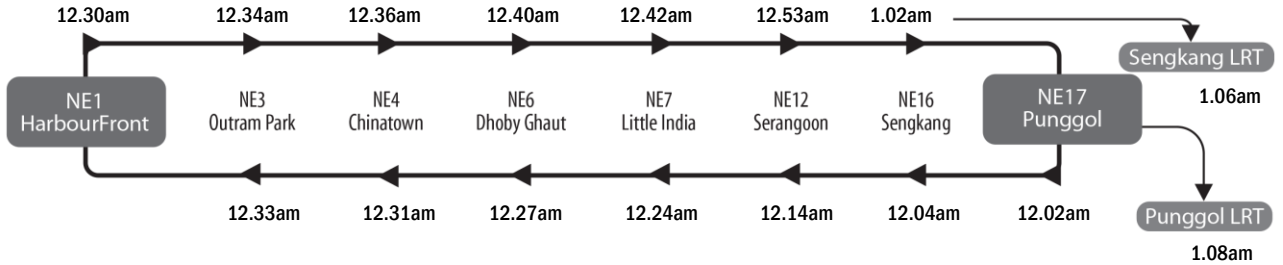 12.30am 12.34am 12.36am 12.40am 12.42am 12.53am 1.02am
Sengkang LRT
1.06am
NE1
HarbourFront
NE3
Outram Park
NE4
Chinatown
NE6
Dhoby Ghaut
NE7
Little India
NE12
Serangoon
NE16
Sengkang
NE17
Punggol
12.33am 12.31am 12.27am 12.24am 12.14am 12.04am 12.02am
Punggol LRT
1.08am